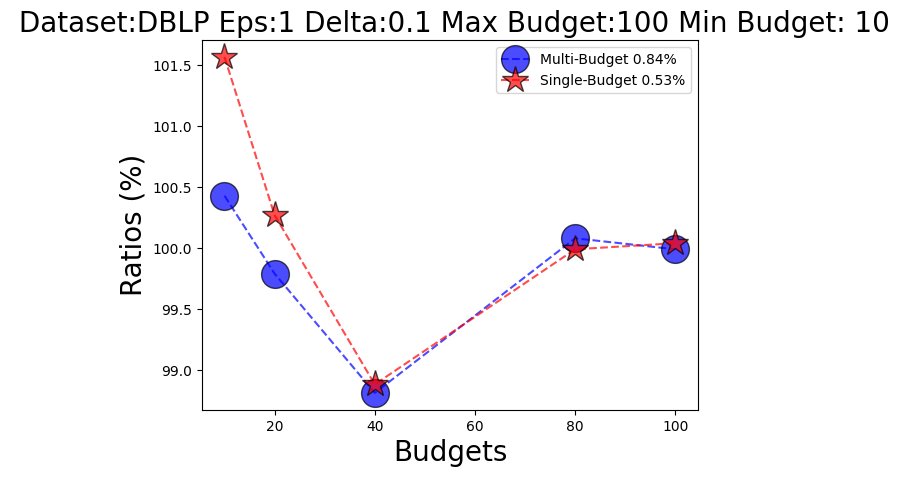 Dataset:DBLP Eps:1 Delta:0.1 Max Budget:100 Min Budget: 10
Multi-Budget 0.84%
Single-Budget 0.53%
101.5
101.0
100.5
100.0
99.5
99.0
Ratios (%)
20 40 60 80 100
Budgets